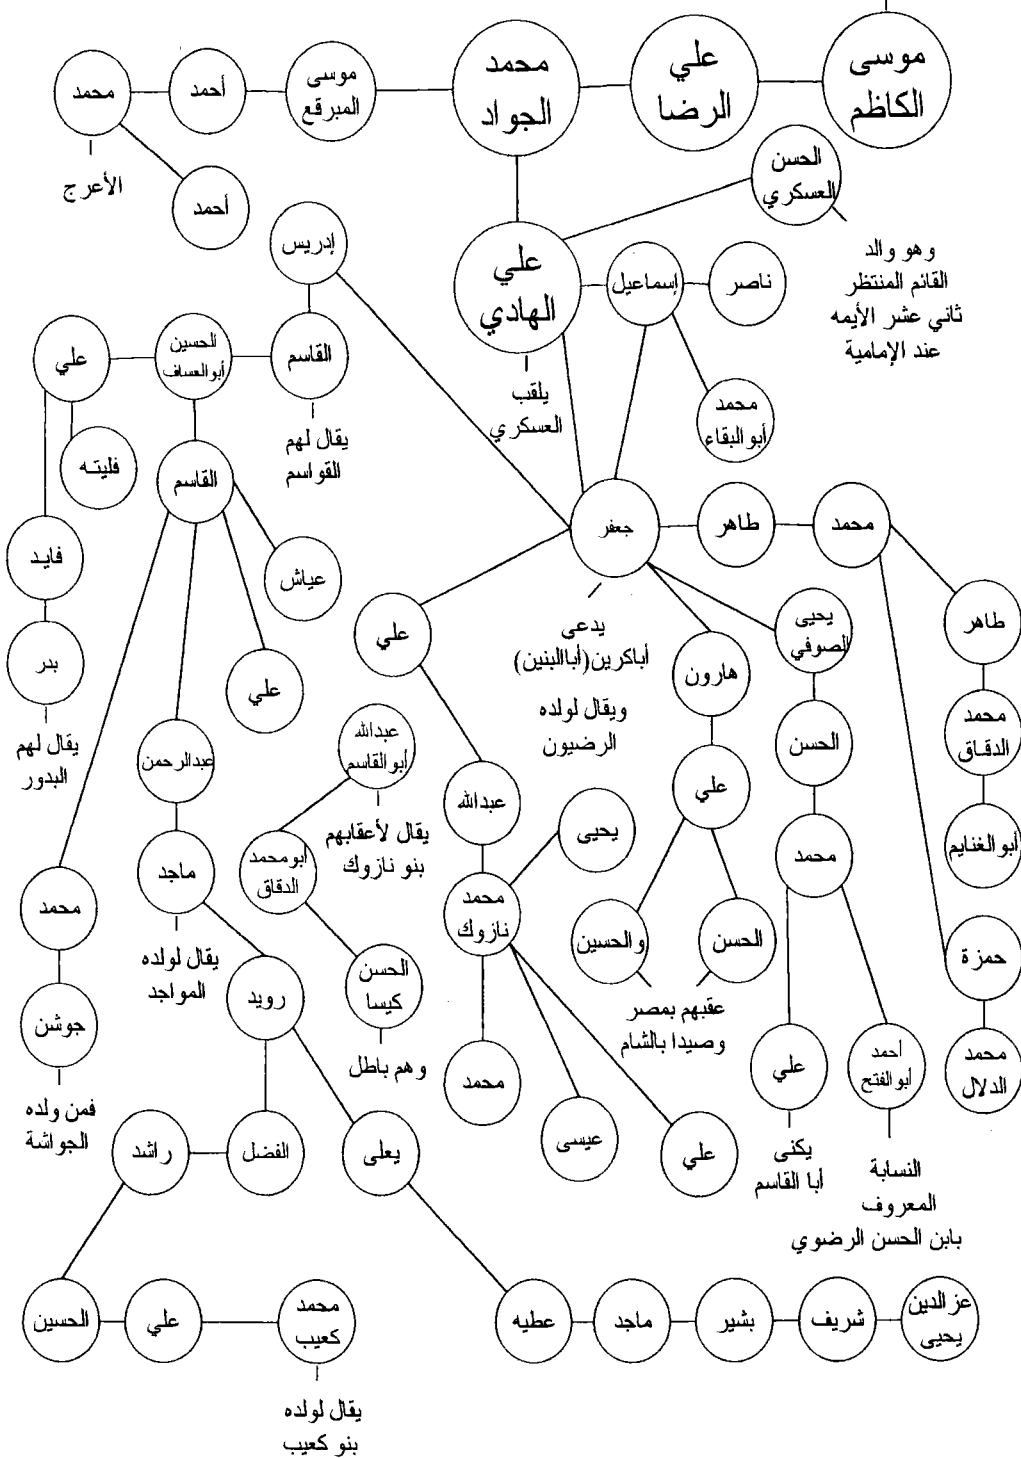 موسى
الكاظم
علي
الرضا
محمد
الجواد
موسى
المبرقع
أحمد
محمد
الأعرج
أحمد
الحسن
العسكري
وهو والد
القائم المنتظر
ثاني عشر الأيمه
عند الإمامية
علي
الهادي
يلقب
العسكري
إسماعيل
ناصر
محمد
أبو البقاء
إدريس
القاسم
يقال لهم
القواسم
الحسين
أبو العساف
علي
فليته
فايد
بدر
يقال لهم
البدور
القاسم
عياش
علي
عبدالرحمن
ماجد
يقال لولده
المواجد
محمد
جوشن
فمن ولده
الجواشنة
رويد
الفضل
راشد
يعلى
الحسين
علي
محمد
كعيب
يقال لولده
بنو كعيب
عطيه
ماجد
بشير
شريف
عز الدين
يحيى
جعفر
يدعى
أباكرين(أباالبنين)
ويقال لولده
الرضيون
طاهر
محمد
طاهر
محمد
الدقاق
أبو الغنايم
حمزة
محمد
الدلال
يحيى
الصوفي
الحسن
محمد
علي
يكنى
أبا القاسم
أحمد
أبو الفتح
النسابة
المعروف
بابن الحسن الرضوي
هارون
علي
الحسن
والحسين
عقبهم بمصر
وصيدا بالشام
علي
عبدالله
محمد
نازوك
يحيى
محمد
عيسى
علي
عبدالله
أبو القاسم
يقال لأعقابهم
بنو نازوك
أبو محمد
الدقاق
الحسن
كيسا
وهم باطل